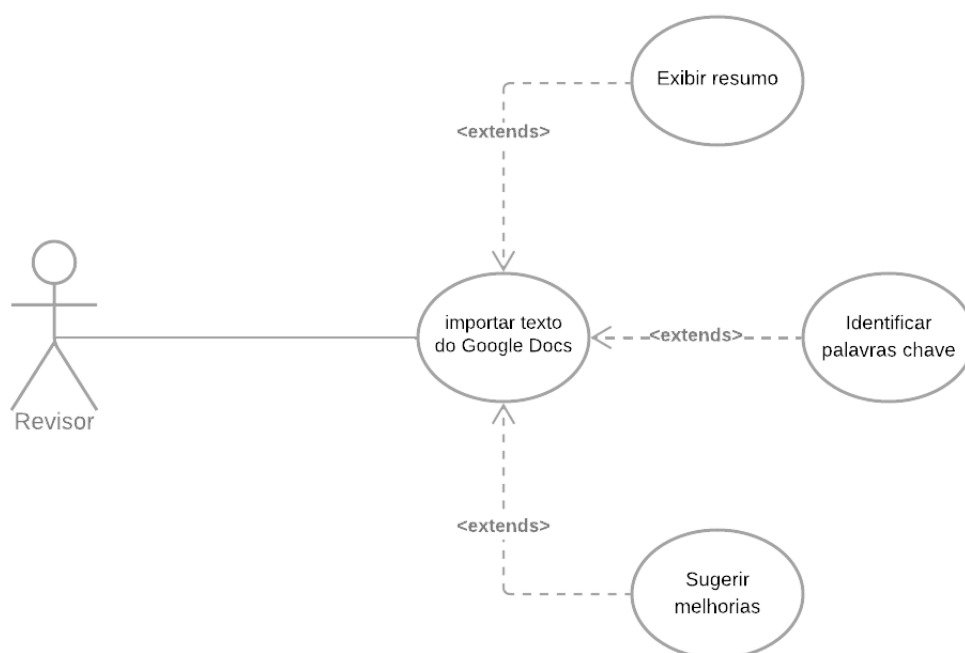 Exibir resumo
<extends>
importar texto
do Google Docs
<extends>
Identificar
palavras chave
Revisor
<extends>
Sugerir
melhorias